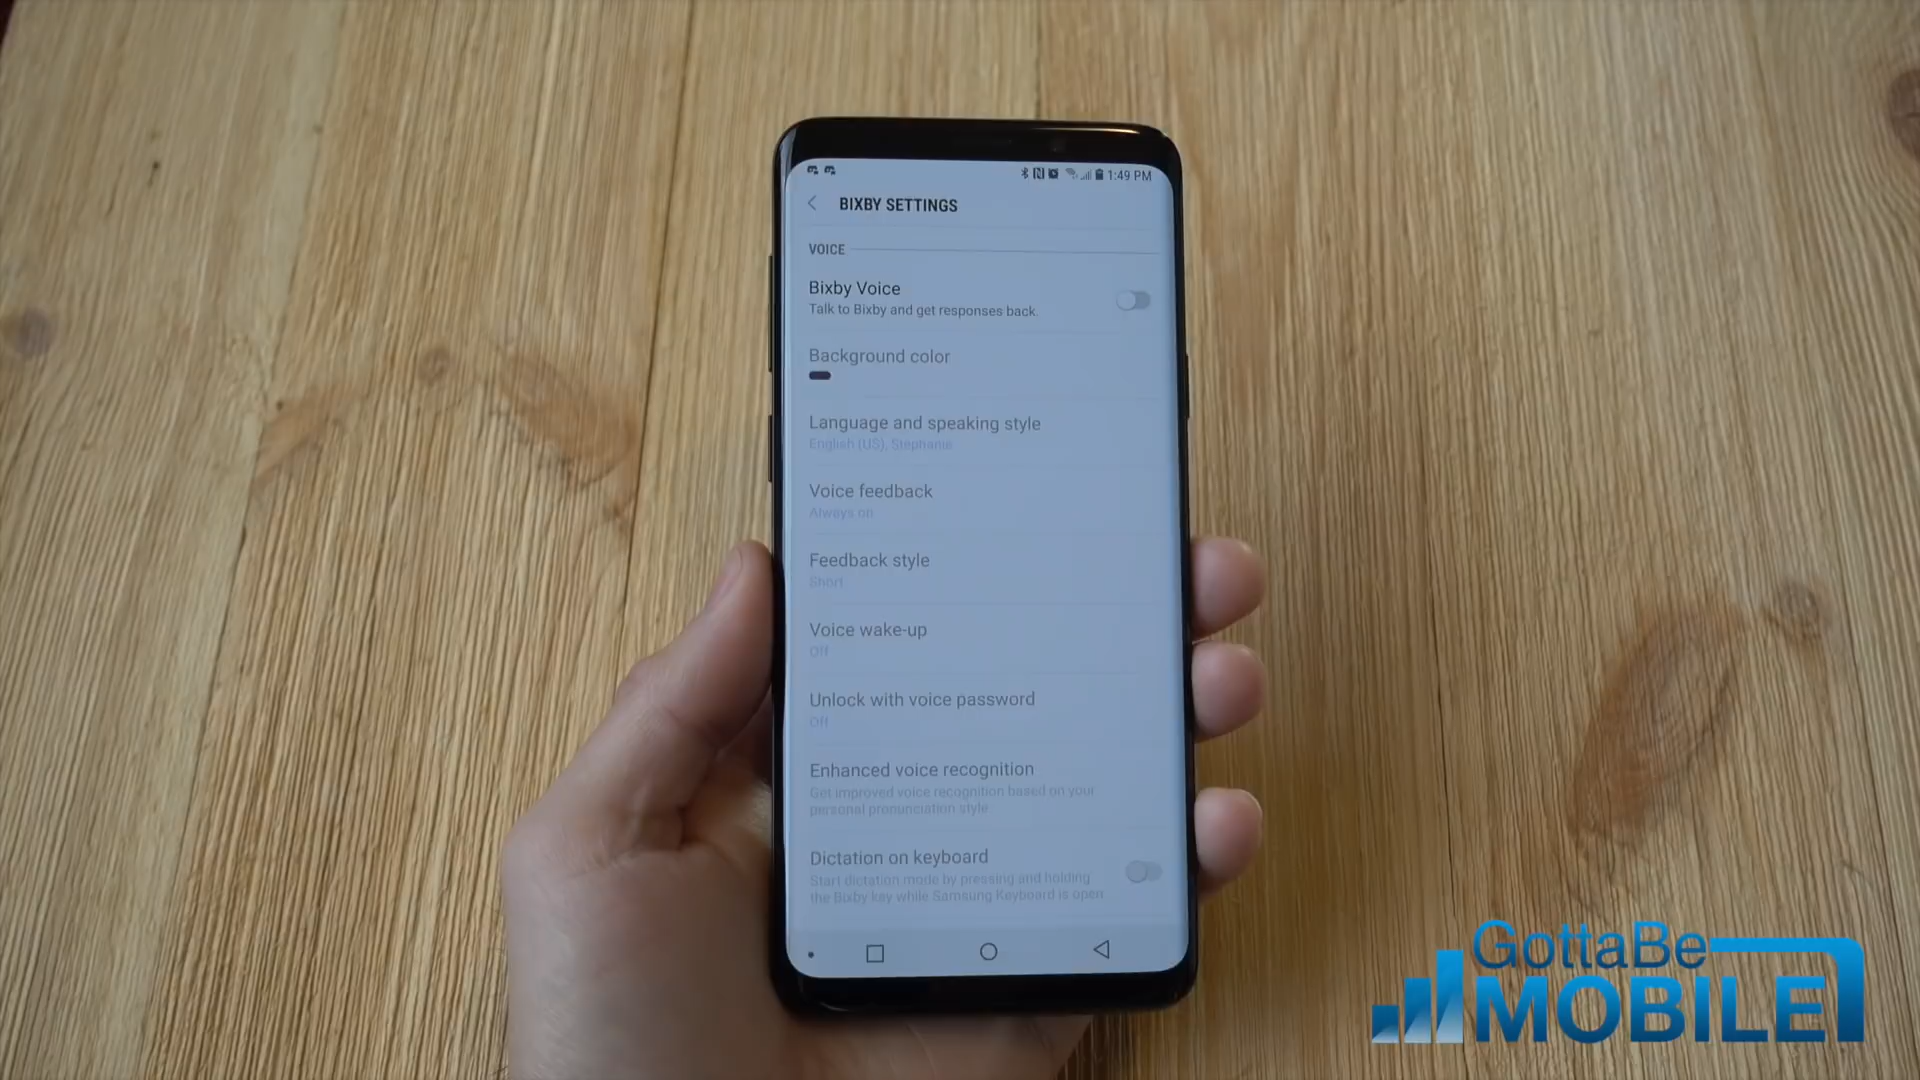 1:49 PM
BIXBY SETTINGS
VOICE
Bixby Voice
Talk to Bixby and get responses back.
Background color
Language and speaking style
English (US), Stephanie
Voice feedback
Always on
Feedback style
Short
Voice wake-up
Off
Unlock with voice password
Off
Enhanced voice recognition
Get improved voice recognition based on your
personal pronunciation style.
Dictation on keyboard
Start dictation mode by pressing and holding
the Bixby key while Samsung Keyboard is open.
GottaBe
MOBILE